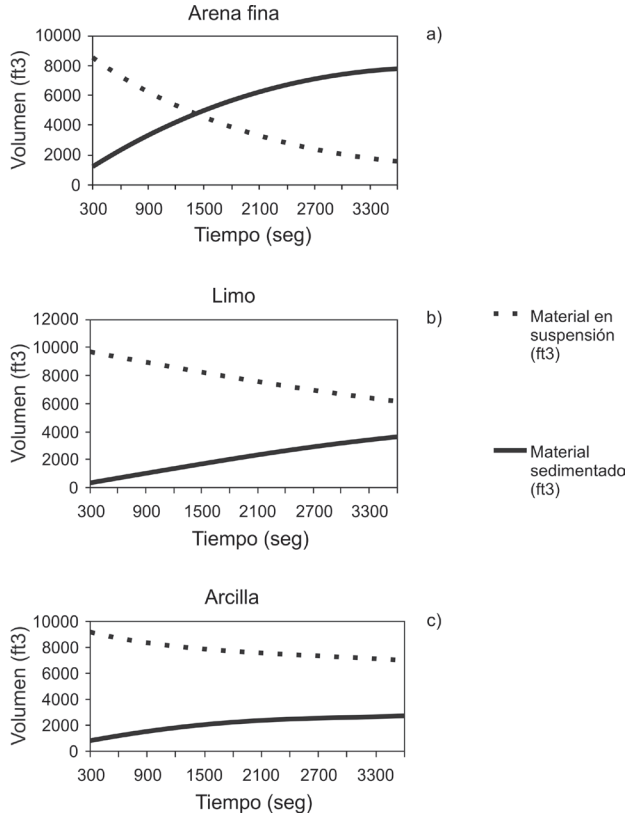 Arena fina
a)
Volumen (ft3)
10000
8000
6000
4000
2000
0
300 900 1500 2100 2700 3300
Tiempo (seg)
Limo
b)
Volumen (ft3)
12000
10000
8000
6000
4000
2000
0
300 900 1500 2100 2700 3300
Tiempo (seg)
Material en
suspensión
(ft3)
Material
sedimentado
(ft3)
Arcilla
c)
Volumen (ft3)
10000
8000
6000
4000
2000
0
300 900 1500 2100 2700 3300
Tiempo (seg)